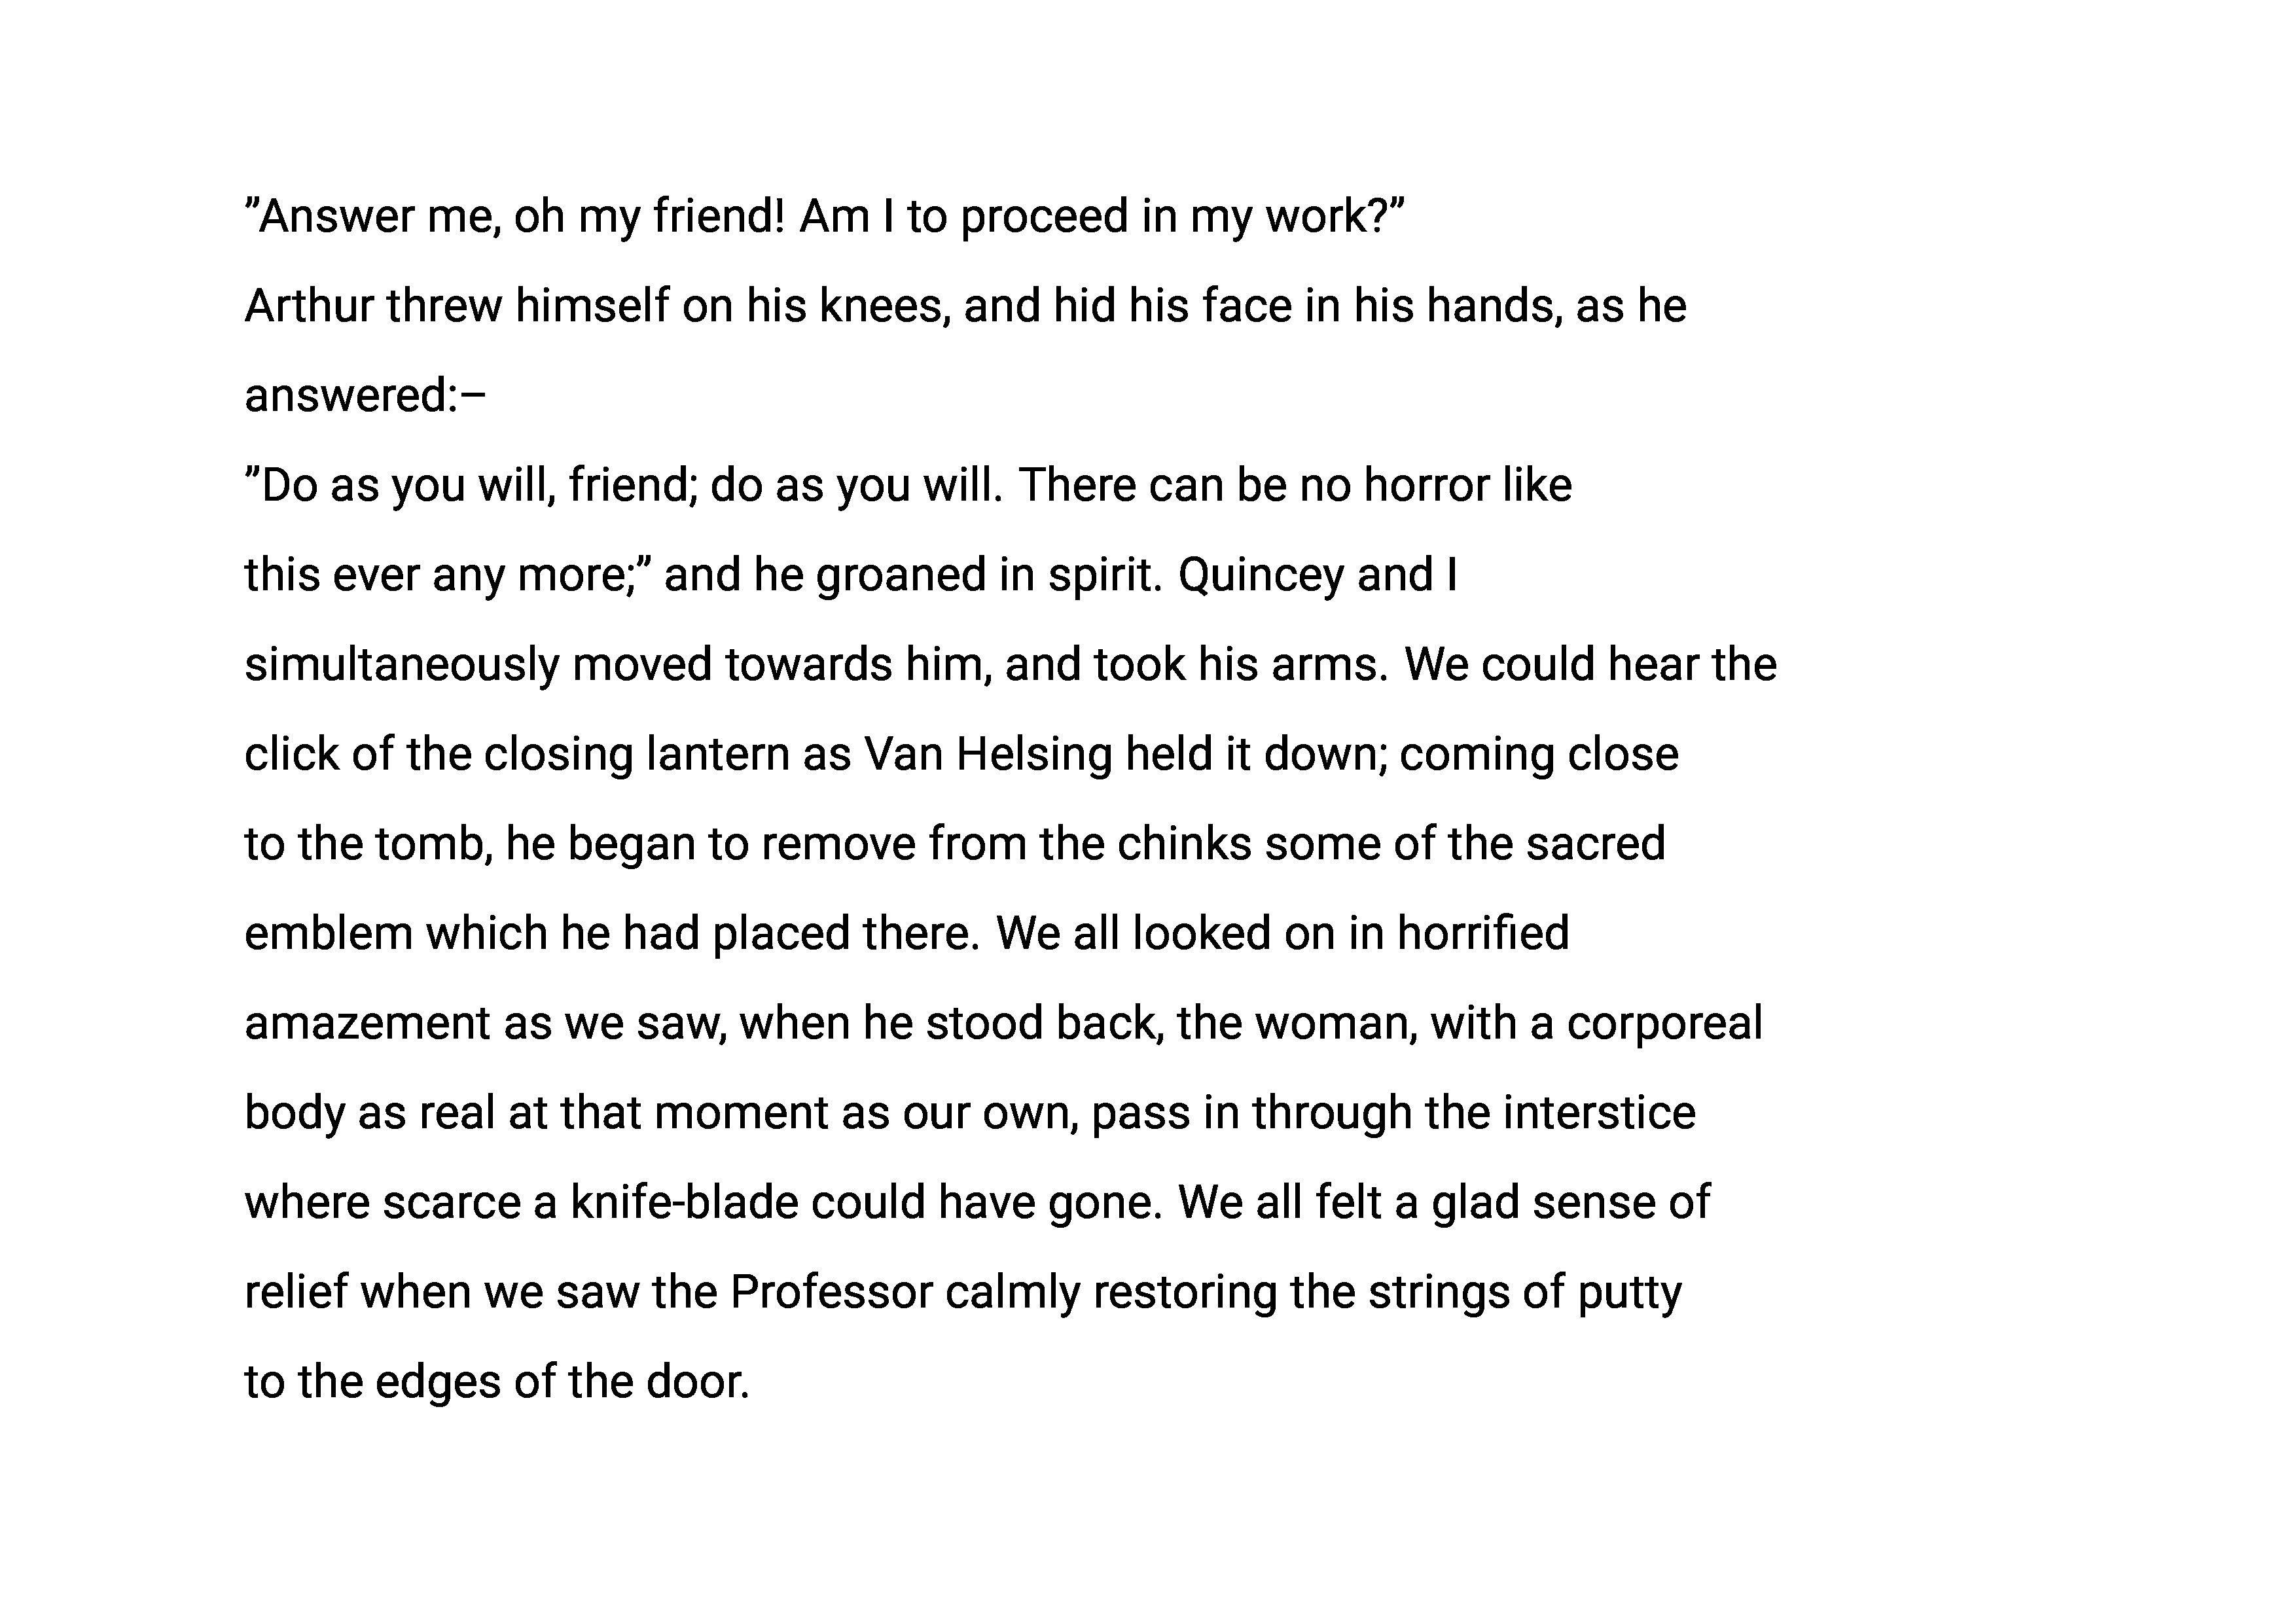 ”Answer me, oh my friend! Am I to proceed in my work?”
Arthur threw himself on his knees, and hid his face in his hands, as he
answered:–
”Do as you will, friend; do as you will. There can be no horror like
this ever any more;” and he groaned in spirit. Quincey and I
simultaneously moved towards him, and took his arms. We could hear the
click of the closing lantern as Van Helsing held it down; coming close
to the tomb, he began to remove from the chinks some of the sacred
emblem which he had placed there. We all looked on in horrified
amazement as we saw, when he stood back, the woman, with a corporeal
body as real at that moment as our own, pass in through the interstice
where scarce a knife-blade could have gone. We all felt a glad sense of
relief when we saw the Professor calmly restoring the strings of putty
to the edges of the door.